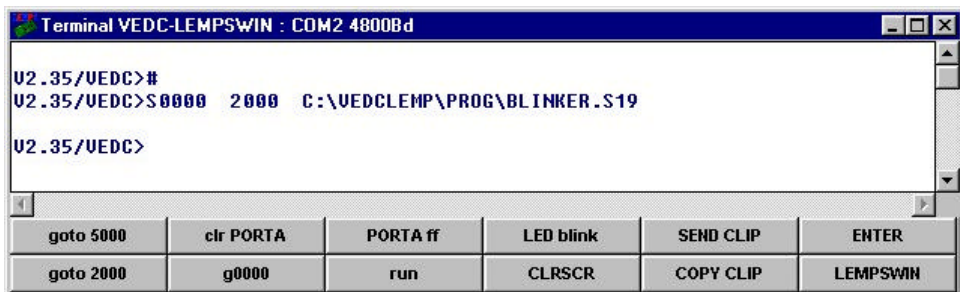 Terminal VEDC-LEMPSWIN : COM2 4800Bd
V2.35/VEDC>#
V2.35/VEDC>S0000  2000  C:\VEDCLEMP\PROG\BLINKER.S19
V2.35/VEDC>
goto 5000 clr PORTA PORTA ff LED blink SEND CLIP ENTER
goto 2000 g0000 run CLRSCR COPY CLIP LEMPSWIN